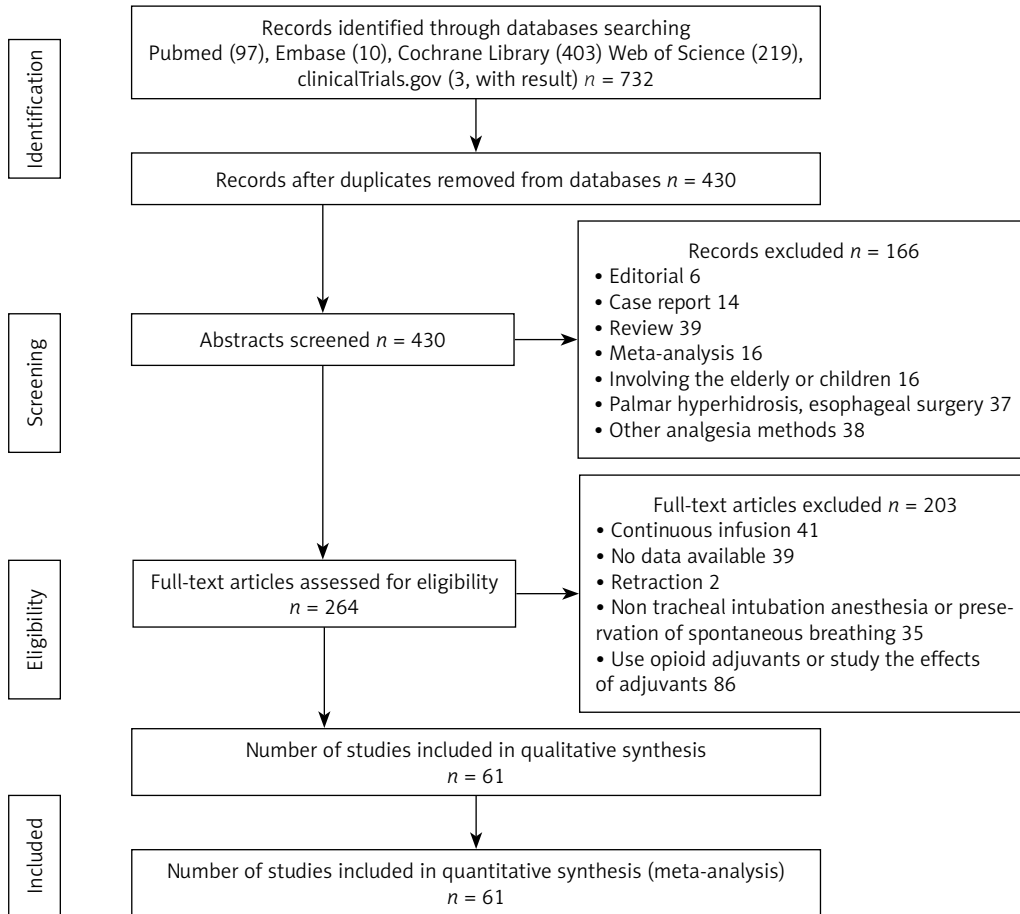 Identification
Records identified through databases searching
Pubmed (97), Embase (10), Cochrane Library (403) Web of Science (219),
clinicalTrials.gov (3, with result) n = 732
Records after duplicates removed from databases n = 430
Screening
Abstracts screened n = 430
Records excluded n = 166
• Editorial 6
• Case report 14
• Review 39
• Meta-analysis 16
• Involving the elderly or children 16
• Palmar hyperhidrosis, esophageal surgery 37
• Other analgesia methods 38
Eligibility
Full-text articles assessed for eligibility
n = 264
Full-text articles excluded n = 203
• Continuous infusion 41
• No data available 39
• Retraction 2
• Non tracheal intubation anesthesia or prese-
rvation of spontaneous breathing 35
• Use opioid adjuvants or study the effects
of adjuvants 86
Number of studies included in qualitative synthesis
n = 61
Included
Number of studies included in quantitative synthesis (meta-analysis)
n = 61